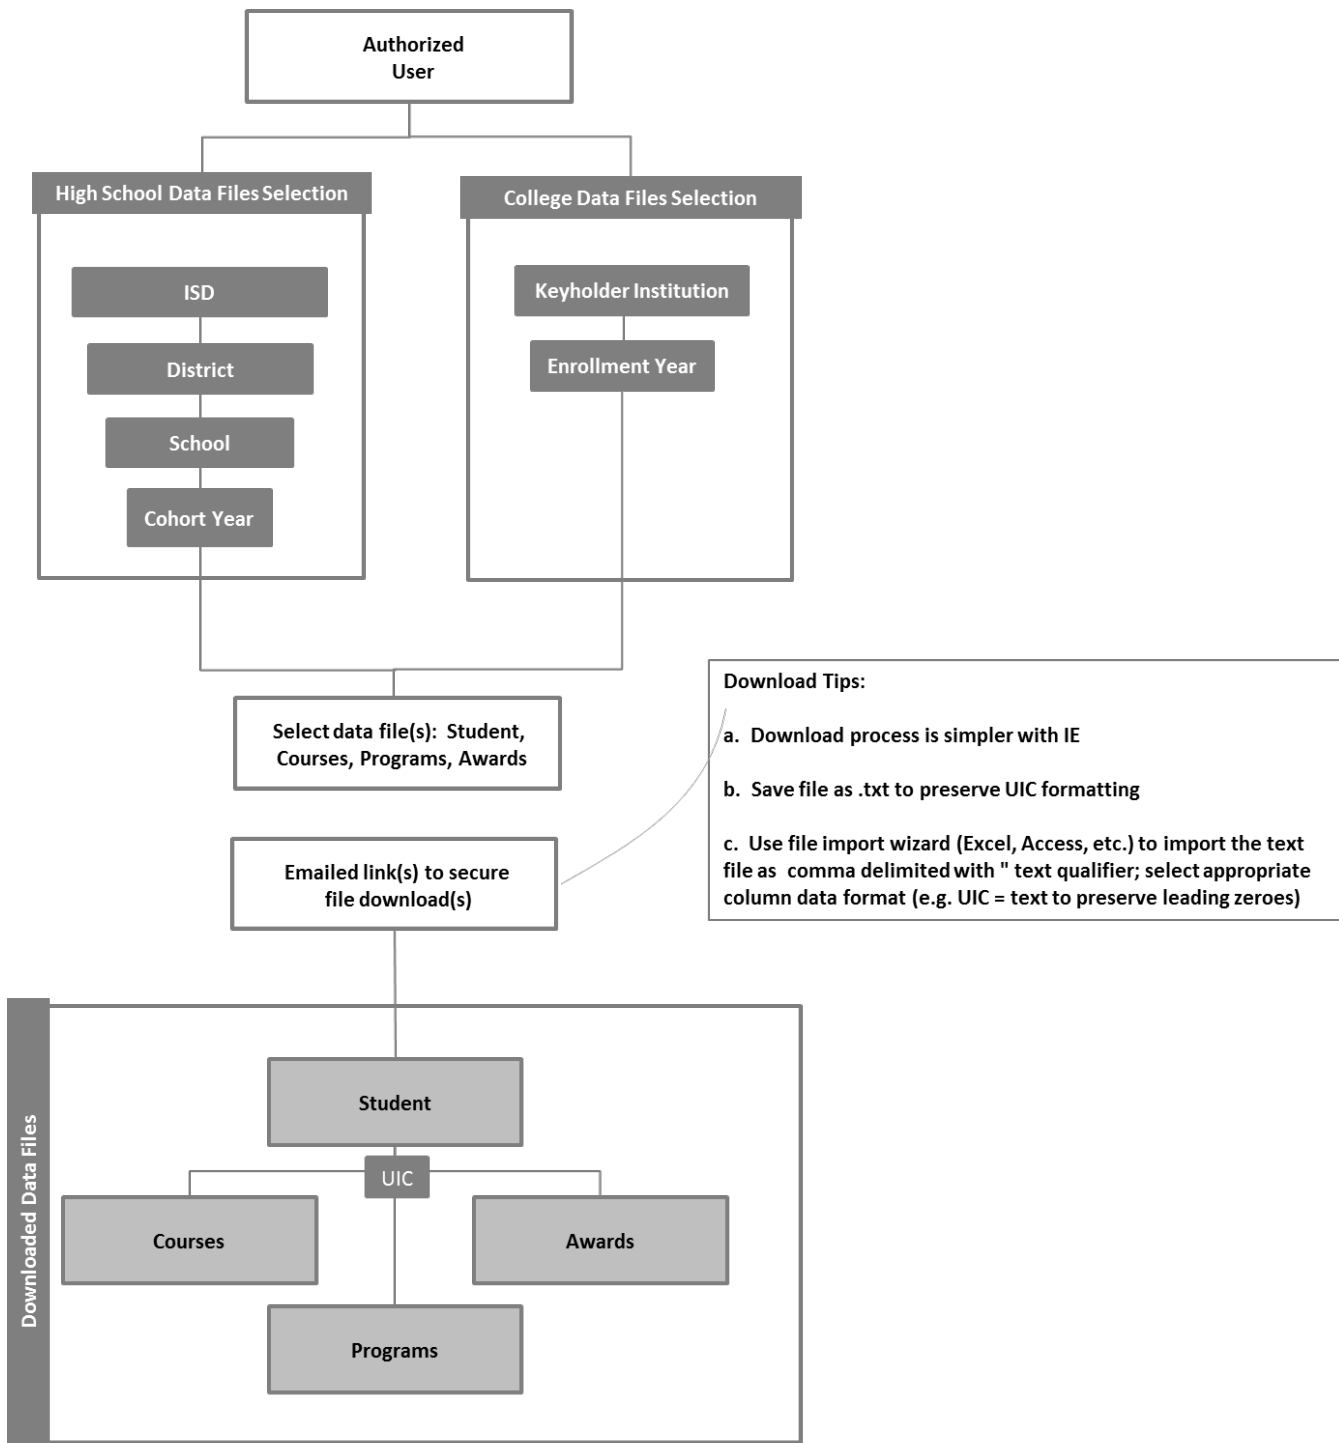 Authorized
User
High School Data Files Selection
College Data Files Selection
ISD
District
School
Cohort Year
Keyholder Institution
Enrollment Year
Select data file(s):  Student,
Courses, Programs, Awards
Download Tips:
a.  Download process is simpler with IE
b.  Save file as .txt to preserve UIC formatting
c.  Use file import wizard (Excel, Access, etc.) to import the text
file as  comma delimited with " text qualifier; select appropriate
column data format (e.g. UIC = text to preserve leading zeroes)
Emailed link(s) to secure
file download(s)
Downloaded Data Files
Student
UIC
Courses
Awards
Programs